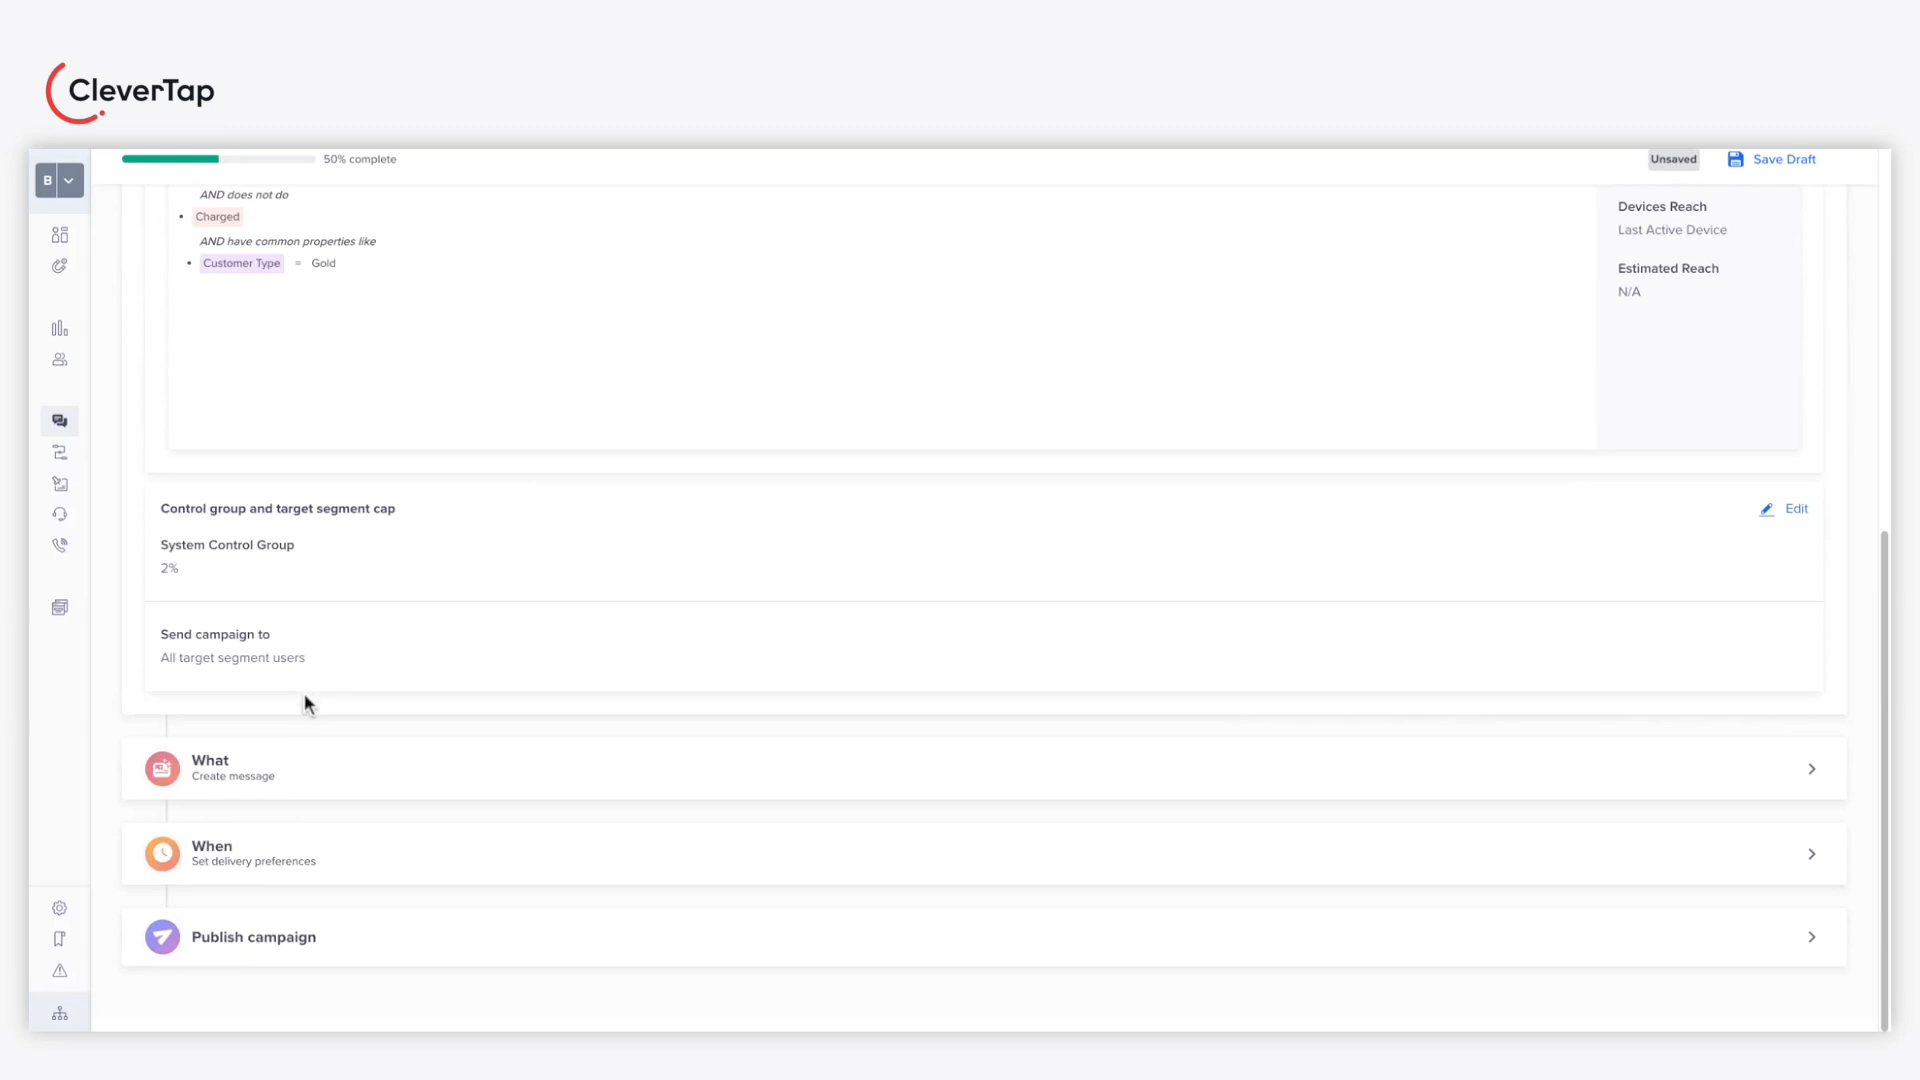 CleverTap
B
50% complete
Unsaved
Save Draft
AND does not do
• Charged
AND have common properties like
• Customer Type = Gold
Devices Reach
Last Active Device
Estimated Reach
N/A
Control group and target segment cap
Edit
System Control Group
2%
Send campaign to
All target segment users
What
Create message
When
Set delivery preferences
Publish campaign